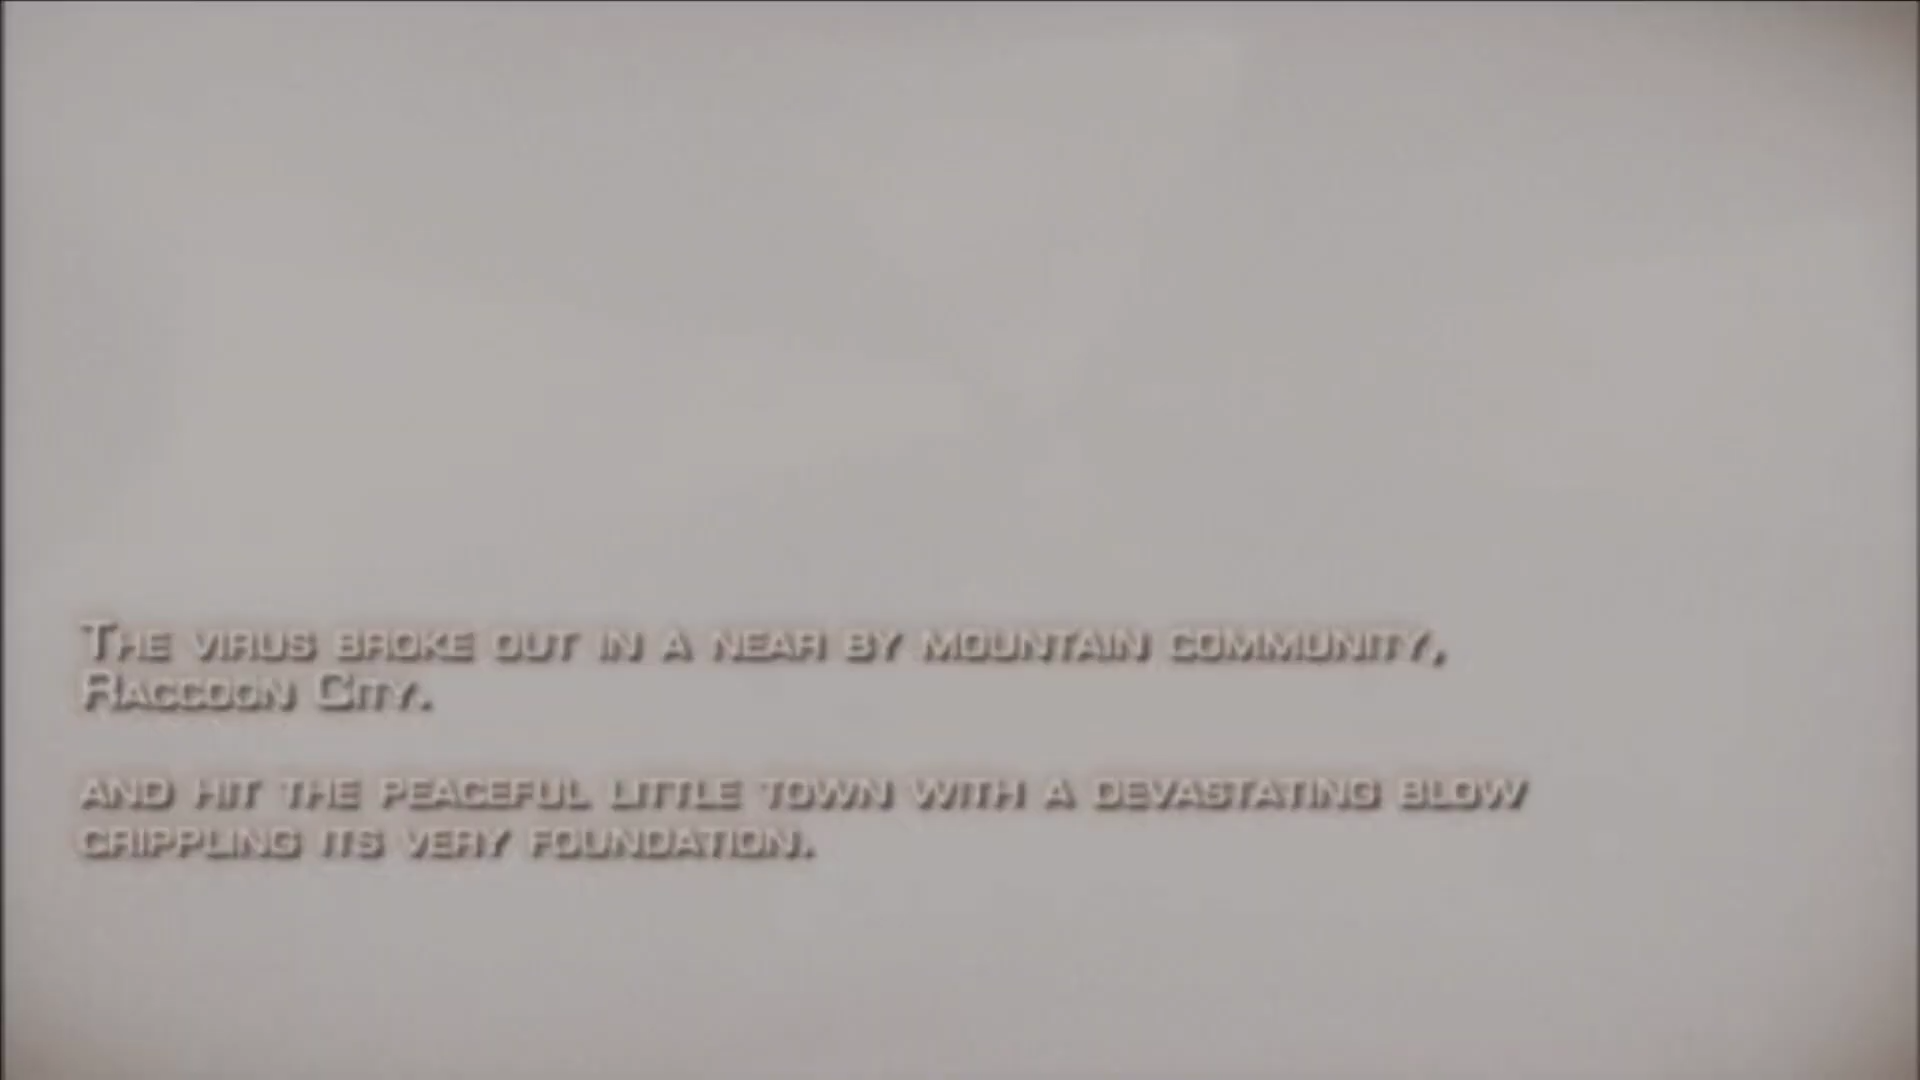 The virus broke out in a near by mountain community,
Raccoon City.
and hit the peaceful little town with a devastating blow
crippling its very foundation.